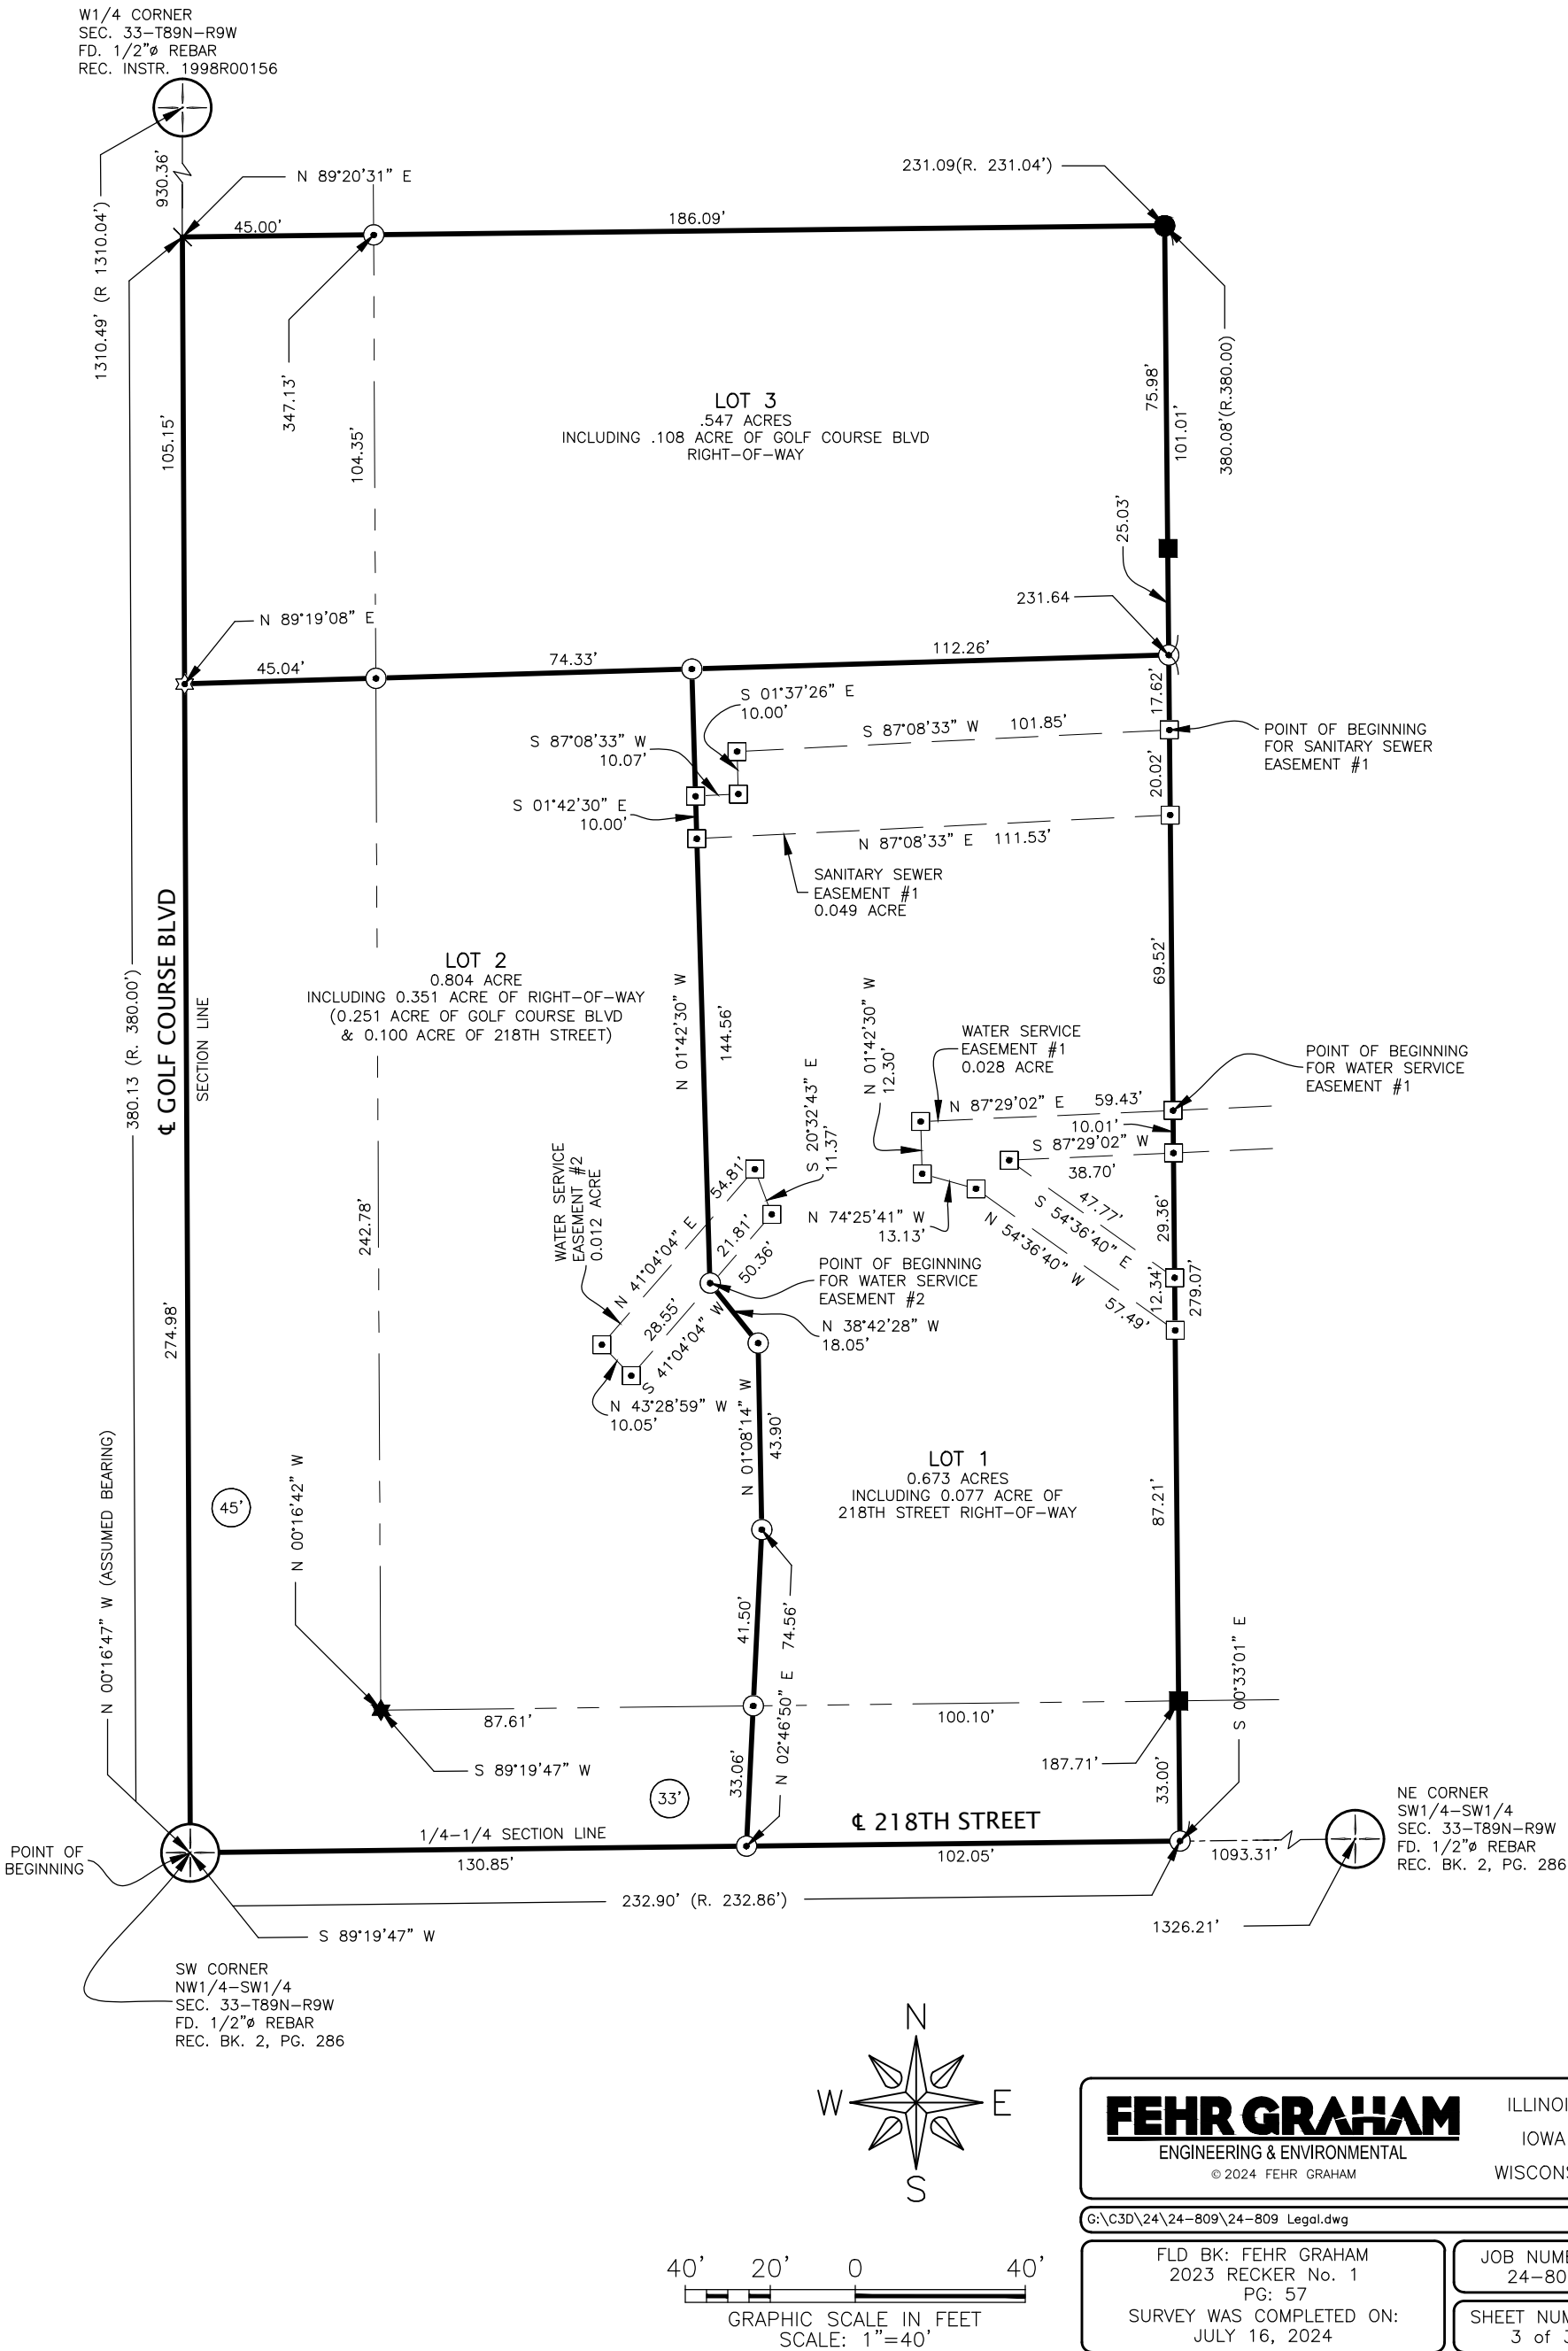 W1/4 CORNER
SEC. 33-T89N-R9W
FD. 1/2"ø REBAR
REC. INSTR. 1998R00156
930.36'
1310.49' (R 1310.04')
N 89°20'31" E
231.09(R. 231.04')
45.00'
186.09'
347.13'
104.35'
105.15'
LOT 3
.547 ACRES
INCLUDING .108 ACRE OF GOLF COURSE BLVD
RIGHT-OF-WAY
75.98'
101.01'
380.08'(R.380.00)
25.03'
231.64
N 89°19'08" E
45.04'
74.33'
112.26'
17.62'
S 01°37'26" E
10.00'
S 87°08'33" W 101.85'
S 87°08'33" W
10.07'
POINT OF BEGINNING
FOR SANITARY SEWER
EASEMENT #1
20.02'
S 01°42'30" E
10.00'
N 87°08'33" E 111.53'
SANITARY SEWER
EASEMENT #1
0.049 ACRE
380.13 (R. 380.00')
℄ GOLF COURSE BLVD
SECTION LINE
LOT 2
0.804 ACRE
INCLUDING 0.351 ACRE OF RIGHT-OF-WAY
(0.251 ACRE OF GOLF COURSE BLVD
& 0.100 ACRE OF 218TH STREET)
N 01°42'30" W
144.56'
69.52'
N 01°42'30" W
12.30'
WATER SERVICE
EASEMENT #1
0.028 ACRE
POINT OF BEGINNING
FOR WATER SERVICE
EASEMENT #1
N 87°29'02" E 59.43'
10.01'
S 87°29'02" W
38.70'
S 20°32'43" E
11.37'
WATER SERVICE
EASEMENT #2
0.012 ACRE
54.81'
N 41°04'04" E
21.81'
50.36'
28.55'
S 41°04'04" W
N 74°25'41" W
13.13'
47.77'
S 54°36'40" E
N 54°36'40" W
57.49'
29.36'
12.34'
279.07'
242.78'
274.98'
POINT OF BEGINNING
FOR WATER SERVICE
EASEMENT #2
N 38°42'28" W
18.05'
N 43°28'59" W
10.05'
N 01°08'14" W
43.90'
LOT 1
0.673 ACRES
INCLUDING 0.077 ACRE OF
218TH STREET RIGHT-OF-WAY
87.21'
N 00°16'47" W (ASSUMED BEARING)
45'
N 00°16'42" W
41.50'
74.56'
N 02°46'50" E
S 00°33'01" E
87.61'
100.10'
S 89°19'47" W
187.71'
33.06'
33'
33.00'
℄ 218TH STREET
NE CORNER
SW1/4-SW1/4
SEC. 33-T89N-R9W
FD. 1/2"ø REBAR
REC. BK. 2, PG. 286
POINT OF
BEGINNING
1/4-1/4 SECTION LINE
130.85'
102.05'
1093.31'
232.90' (R. 232.86')
1326.21'
S 89°19'47" W
SW CORNER
NW1/4-SW1/4
SEC. 33-T89N-R9W
FD. 1/2"ø REBAR
REC. BK. 2, PG. 286
N
W E
S
FEHR GRAHAM
ENGINEERING & ENVIRONMENTAL
© 2024 FEHR GRAHAM
ILLINOI
IOWA
WISCONS
G:\C3D\24\24-809\24-809 Legal.dwg
FLD BK: FEHR GRAHAM
2023 RECKER No. 1
PG: 57
SURVEY WAS COMPLETED ON:
JULY 16, 2024
JOB NUMBE
24-80
SHEET NUM
3 of
40' 20' 0 40'
GRAPHIC SCALE IN FEET
SCALE: 1"=40'